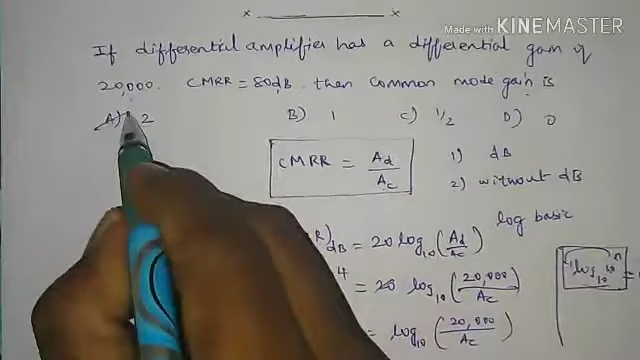 Made with KINEMASTER
If differential amplifier has a differential gain of
20,000. CMRR = 80dB. then common mode gain is
A) 2 B) 1 C) 1/2 D) 0
CMRR = Ad/Ac
1) dB
2) without dB
log basic
R)dB = 20 log10 (Ad/Ac)
4 = 20 log10 (20,000/Ac)
= log10 (20,000/Ac)